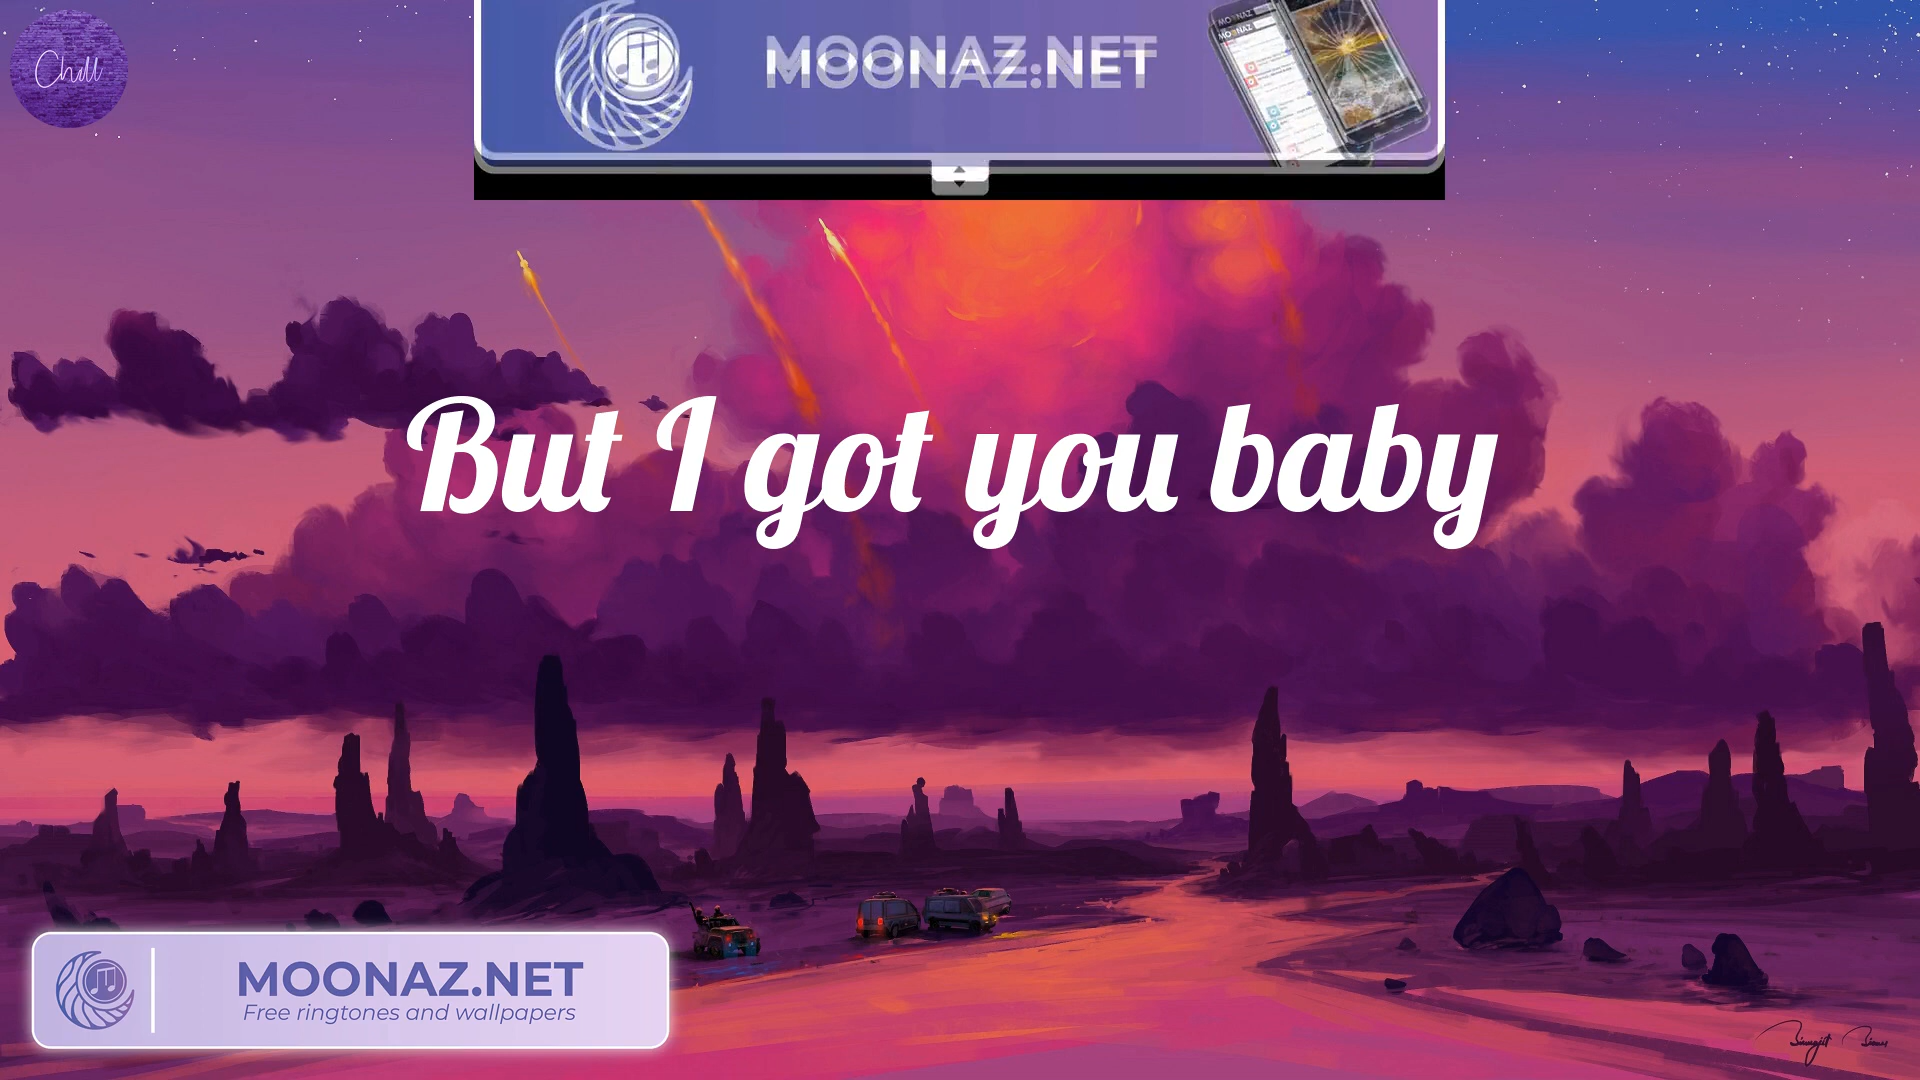 Chill
MOONAZ.NET
But I got you baby
MOONAZ.NET
Free ringtones and wallpapers